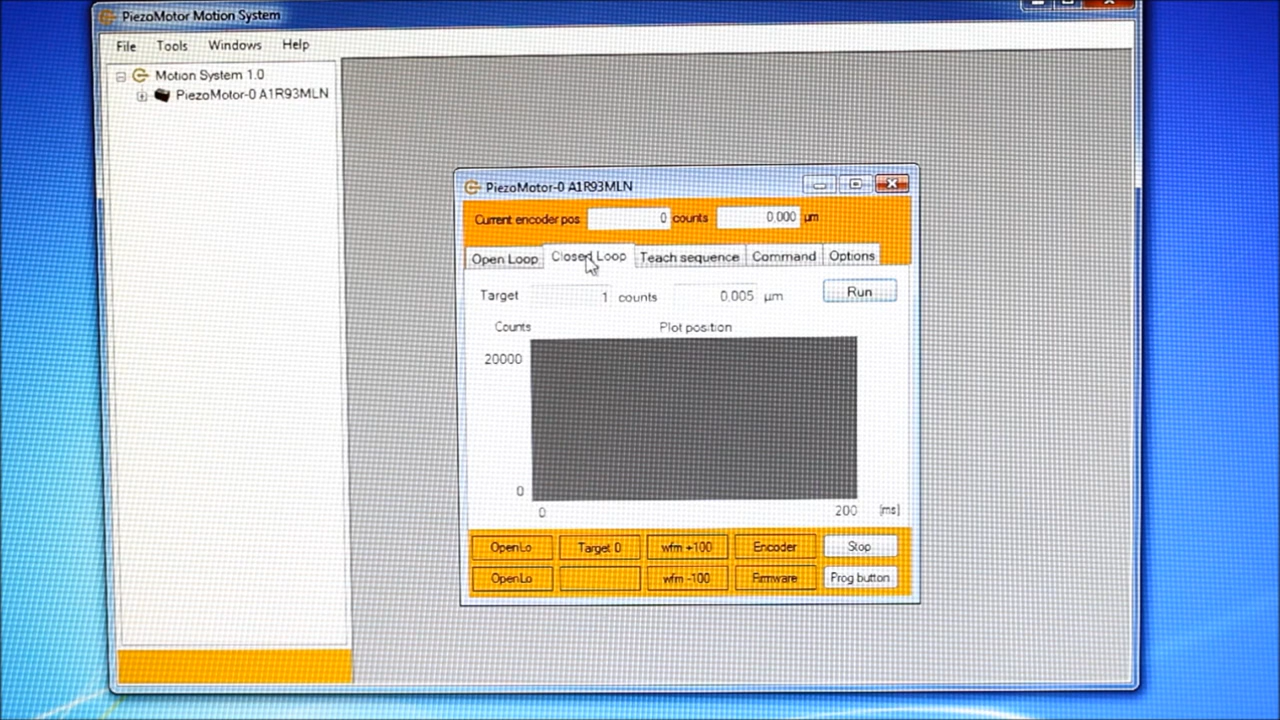 PiezoMotor Motion System
File Tools Windows Help
Motion System 1.0
PiezoMotor-0 A1R93MLN
PiezoMotor-0 A1R93MLN
Current encoder pos 0 counts 0.000 µm
Open Loop Closed Loop Teach sequence Command Options
Target 1 counts 0.005 µm Run
Counts Plot position
20000
0
0 200 [ms]
OpenLo Target 0 wfm +100 Encoder Stop
OpenLo wfm -100 Firmware Prog button